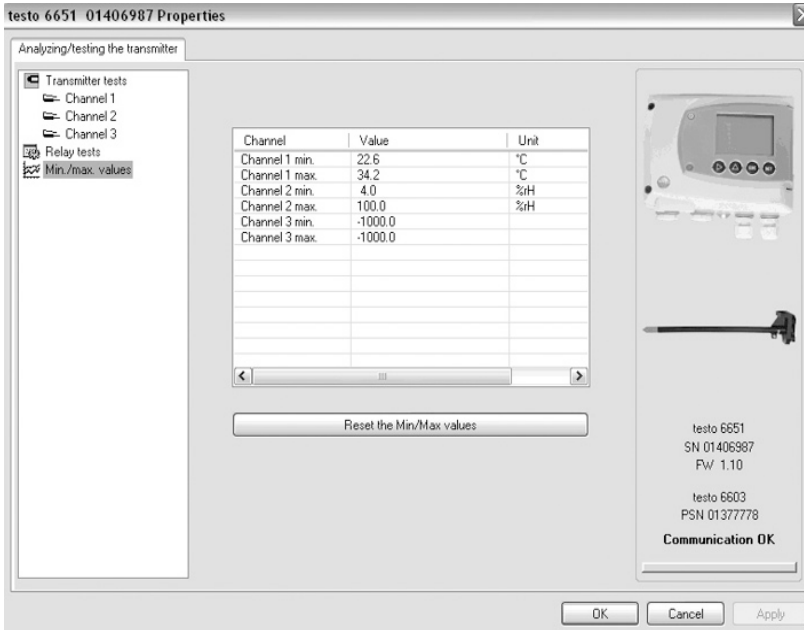 testo 6651 01406987 Properties
Analyzing/testing the transmitter
Transmitter tests
Channel 1
Channel 2
Channel 3
Relay tests
Min./max. values
Channel Value Unit
Channel 1 min. 22.6 °C
Channel 1 max. 34.2 °C
Channel 2 min. 4.0 %rH
Channel 2 max. 100.0 %rH
Channel 3 min. -1000.0
Channel 3 max. -1000.0
Reset the Min/Max values
testo 6651
SN 01406987
FW 1.10
testo 6603
PSN 01377778
Communication OK
OK Cancel Apply